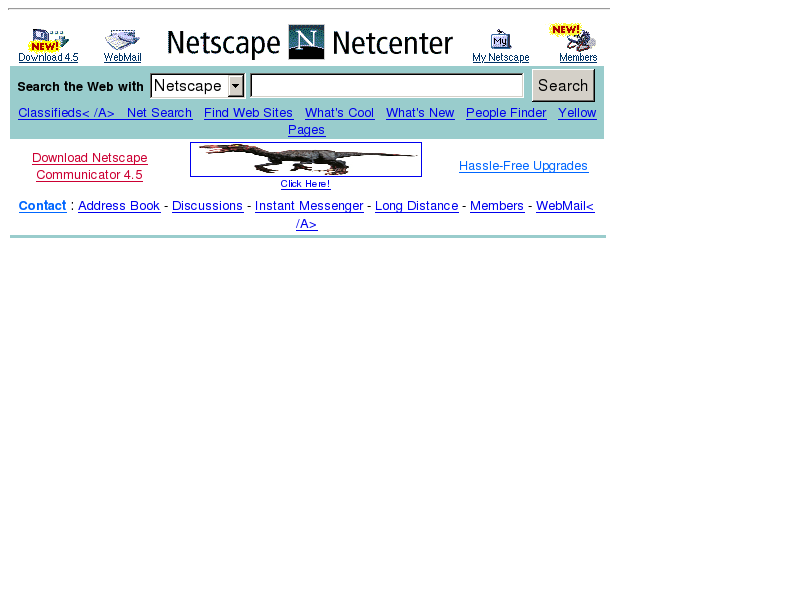 NEW! Download 4.5 WebMail Netscape N Netcenter My My Netscape NEW! Members
Search the Web with Netscape Search
Classifieds< /A> Net Search Find Web Sites What's Cool What's New People Finder Yellow
Pages
Download Netscape
Communicator 4.5
Click Here!
Hassle-Free Upgrades
Contact : Address Book - Discussions - Instant Messenger - Long Distance - Members - WebMail<
/A>